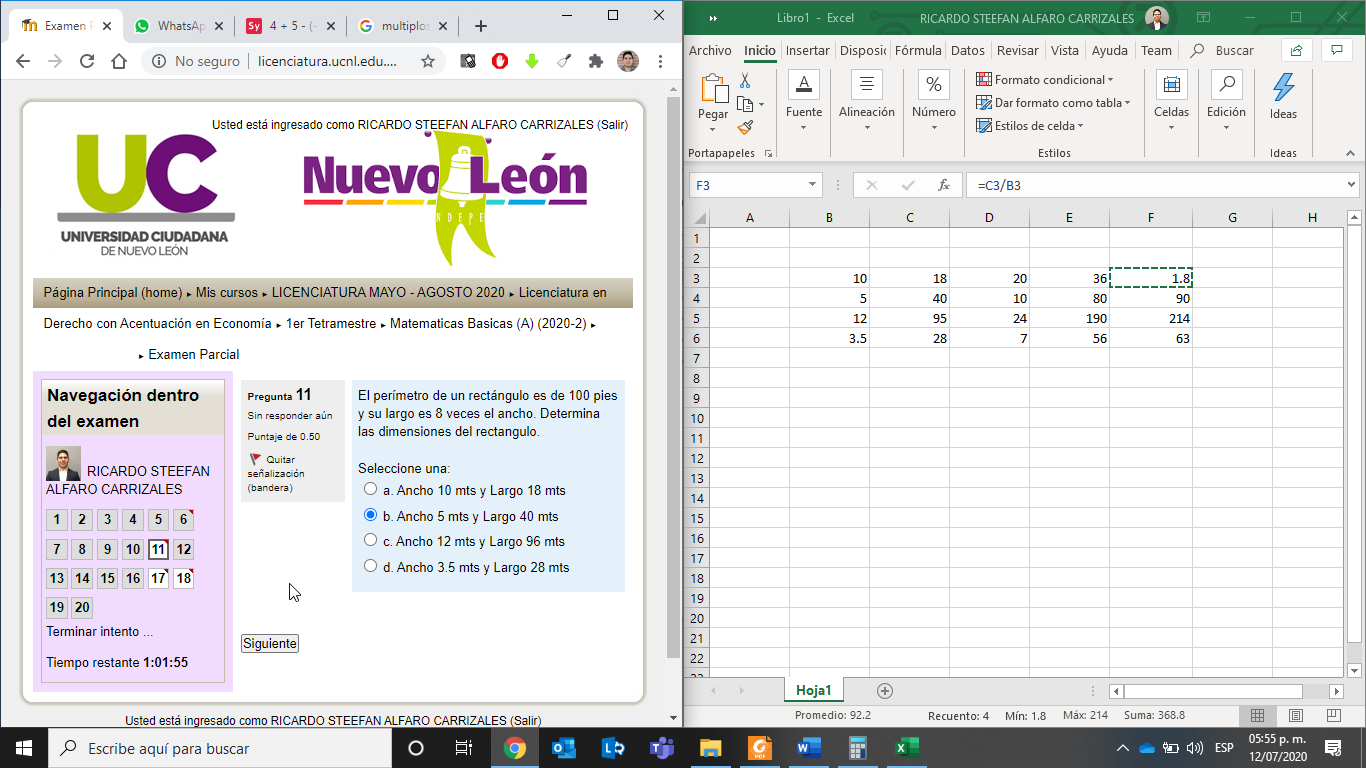 Examen P
WhatsAp
Sy
4 + 5 - (-
multiplos
No seguro
licenciatura.ucnl.edu....
Usted está ingresado como RICARDO STEEFAN ALFARO CARRIZALES (Salir)
UC
UNIVERSIDAD CIUDADANA
DE NUEVO LEÓN
Nuevo León
NDEPE
Página Principal (home) ► Mis cursos ► LICENCIATURA MAYO - AGOSTO 2020 ► Licenciatura en
Derecho con Acentuación en Economía ► 1er Tetramestre ► Matematicas Basicas (A) (2020-2) ►
► Examen Parcial
Navegación dentro
del examen
RICARDO STEEFAN
ALFARO CARRIZALES
1 2 3 4 5 6
7 8 9 10 11 12
13 14 15 16 17 18
19 20
Terminar intento ...
Tiempo restante 1:01:55
Pregunta 11
Sin responder aún
Puntaje de 0.50
Quitar
señalización
(bandera)
El perímetro de un rectángulo es de 100 pies
y su largo es 8 veces el ancho. Determina
las dimensiones del rectangulo.
Seleccione una:
a. Ancho 10 mts y Largo 18 mts
b. Ancho 5 mts y Largo 40 mts
c. Ancho 12 mts y Largo 96 mts
d. Ancho 3.5 mts y Largo 28 mts
Siguiente
Usted está ingresado como RICARDO STEEFAN ALFARO CARRIZALES (Salir)
Libro1 - Excel
RICARDO STEEFAN ALFARO CARRIZALES
Archivo Inicio Insertar Disposic Fórmula Datos Revisar Vista Ayuda Team Buscar
Pegar
Portapapeles
Fuente
Alineación
Número
Formato condicional
Dar formato como tabla
Estilos de celda
Estilos
Celdas
Edición
Ideas
Ideas
F3
fx
=C3/B3
A B C D E F G H
1
2
3 10 18 20 36 1.8
4 5 40 10 80 90
5 12 95 24 190 214
6 3.5 28 7 56 63
7
8
9
10
11
12
13
14
15
16
17
18
19
20
21
22
23
Hoja1
Promedio: 92.2 Recuento: 4 Mín: 1.8 Máx: 214 Suma: 368.8
Escribe aquí para buscar
ESP
05:55 p. m.
12/07/2020